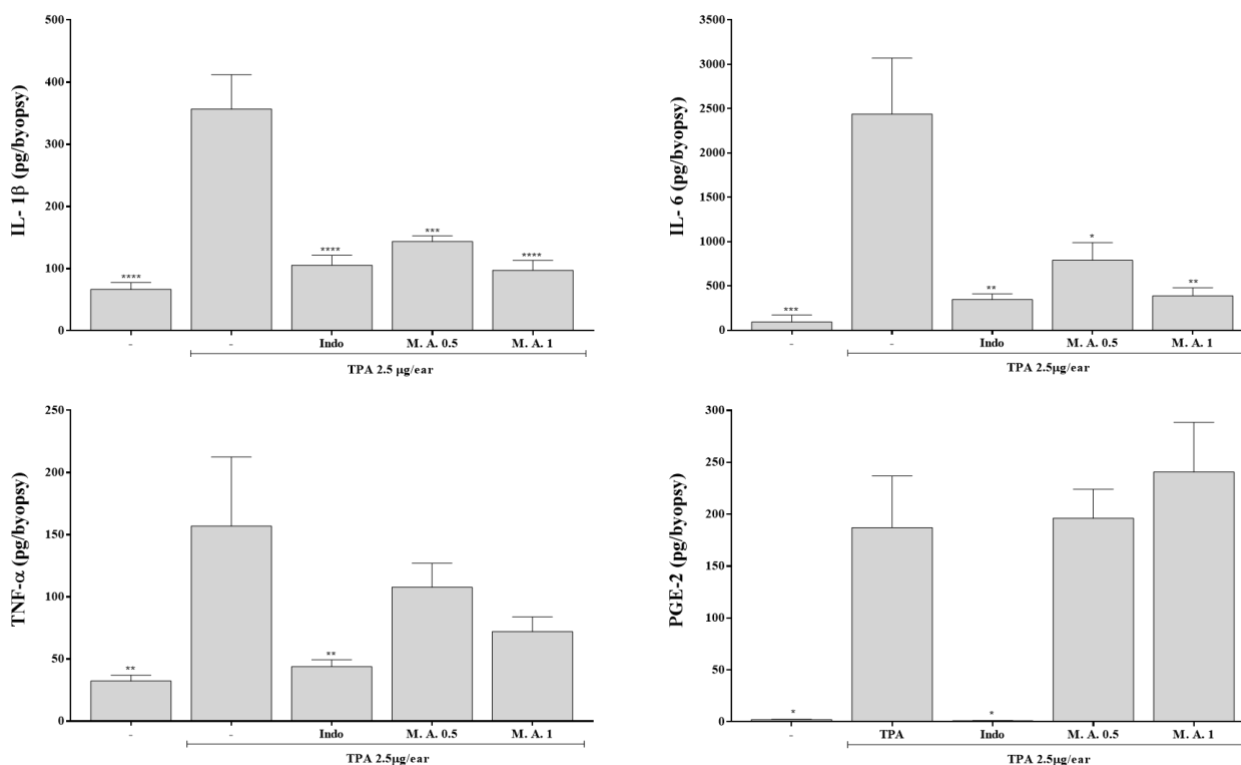 IL- 1β (pg/byopsy)
500
400
300
200
100
0
****
****
***
****
-
-
Indo
M. A. 0.5
M. A. 1
TPA 2.5 μg/ear
IL- 6 (pg/byopsy)
3500
3000
2500
2000
1500
1000
500
0
***
**
*
**
-
-
Indo
M. A. 0.5
M. A. 1
TPA 2.5μg/ear
TNF-α (pg/byopsy)
250
200
150
100
50
0
**
**
-
-
Indo
M. A. 0.5
M. A. 1
TPA 2.5μg/ear
PGE-2 (pg/byopsy)
300
250
200
150
100
50
0
*
*
-
TPA
Indo
M. A. 0.5
M. A. 1
TPA 2.5μg/ear